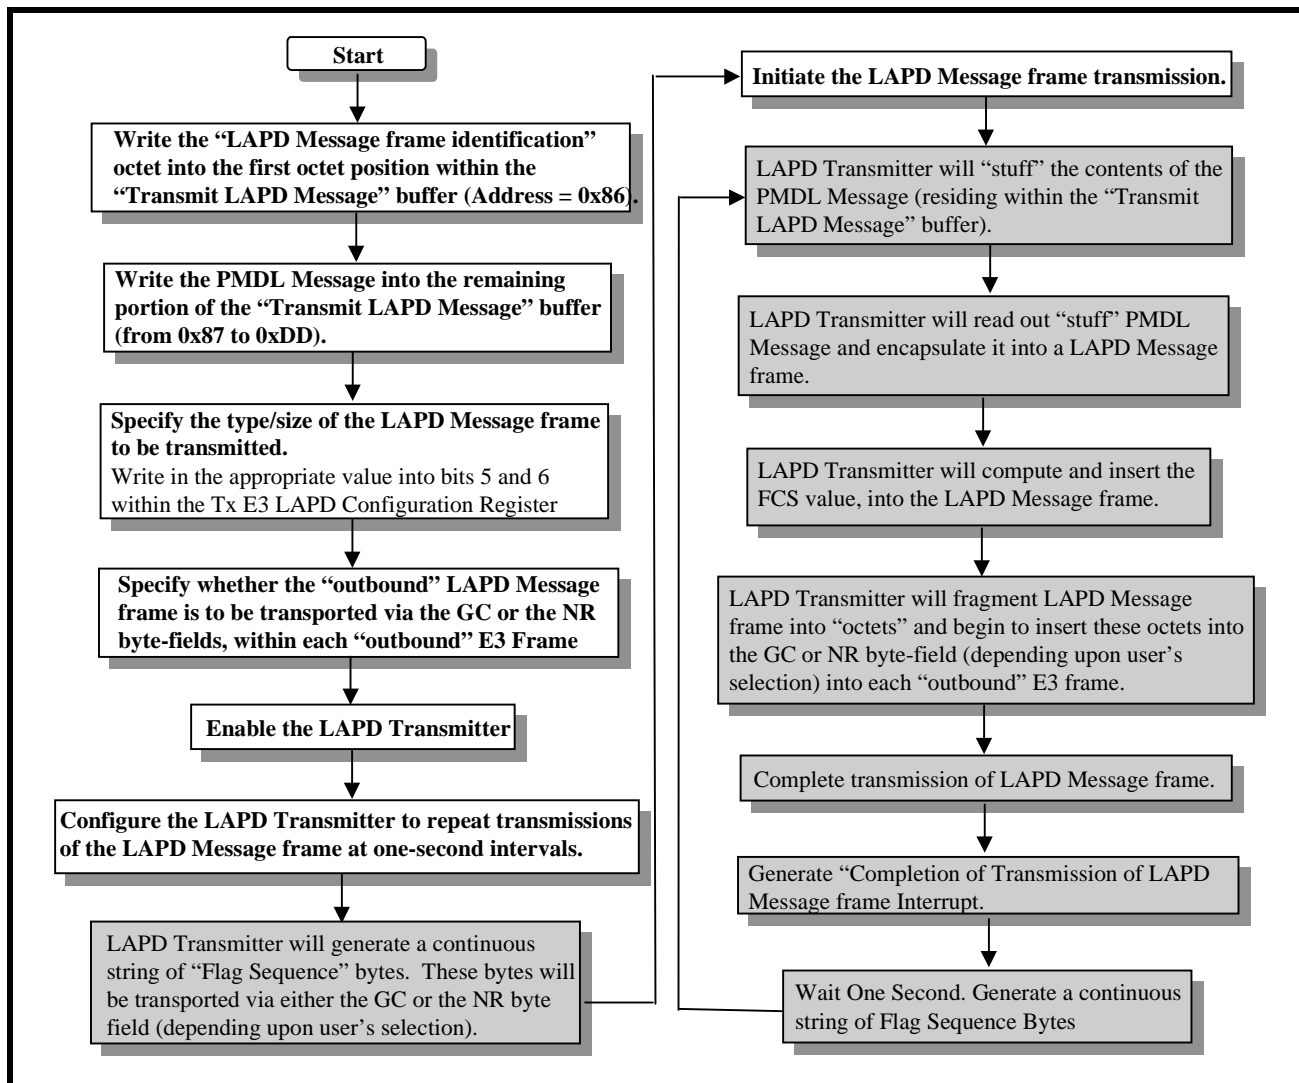 Start
Write the “LAPD Message frame identification”
octet into the first octet position within the
“Transmit LAPD Message” buffer (Address = 0x86).
Write the PMDL Message into the remaining
portion of the “Transmit LAPD Message” buffer
(from 0x87 to 0xDD).
Specify the type/size of the LAPD Message frame
to be transmitted.
Write in the appropriate value into bits 5 and 6
within the Tx E3 LAPD Configuration Register
Specify whether the “outbound” LAPD Message
frame is to be transported via the GC or the NR
byte-fields, within each “outbound” E3 Frame
Enable the LAPD Transmitter
Configure the LAPD Transmitter to repeat transmissions
of the LAPD Message frame at one-second intervals.
LAPD Transmitter will generate a continuous
string of “Flag Sequence” bytes.  These bytes will
be transported via either the GC or the NR byte
field (depending upon user’s selection).
Initiate the LAPD Message frame transmission.
LAPD Transmitter will “stuff” the contents of the
PMDL Message (residing within the “Transmit
LAPD Message” buffer).
LAPD Transmitter will read out “stuff” PMDL
Message and encapsulate it into a LAPD Message
frame.
LAPD Transmitter will compute and insert the
FCS value, into the LAPD Message frame.
LAPD Transmitter will fragment LAPD Message
frame into “octets” and begin to insert these octets into
the GC or NR byte-field (depending upon user’s
selection) into each “outbound” E3 frame.
Complete transmission of LAPD Message frame.
Generate “Completion of Transmission of LAPD
Message frame Interrupt.
Wait One Second. Generate a continuous
string of Flag Sequence Bytes